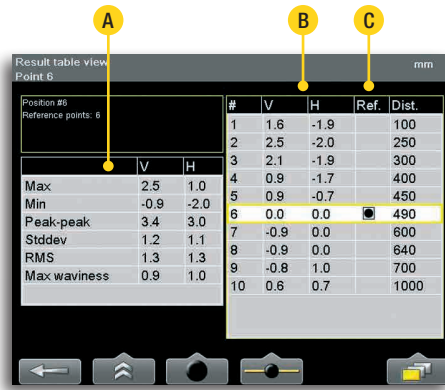 A B C
Result table view
Point 6 mm
Position #6
Reference points: 6
V H
Max 2.5 1.0
Min -0.9 -2.0
Peak-peak 3.4 3.0
Stddev 1.2 1.1
RMS 1.3 1.3
Max waviness 0.9 1.0
# V H Ref. Dist.
1 1.6 -1.9 100
2 2.5 -2.0 250
3 2.1 -1.9 300
4 0.9 -1.7 400
5 0.9 -0.7 450
6 0.0 0.0 490
7 -0.9 0.0 600
8 -0.9 0.0 640
9 -0.8 1.0 700
10 0.6 0.7 1000